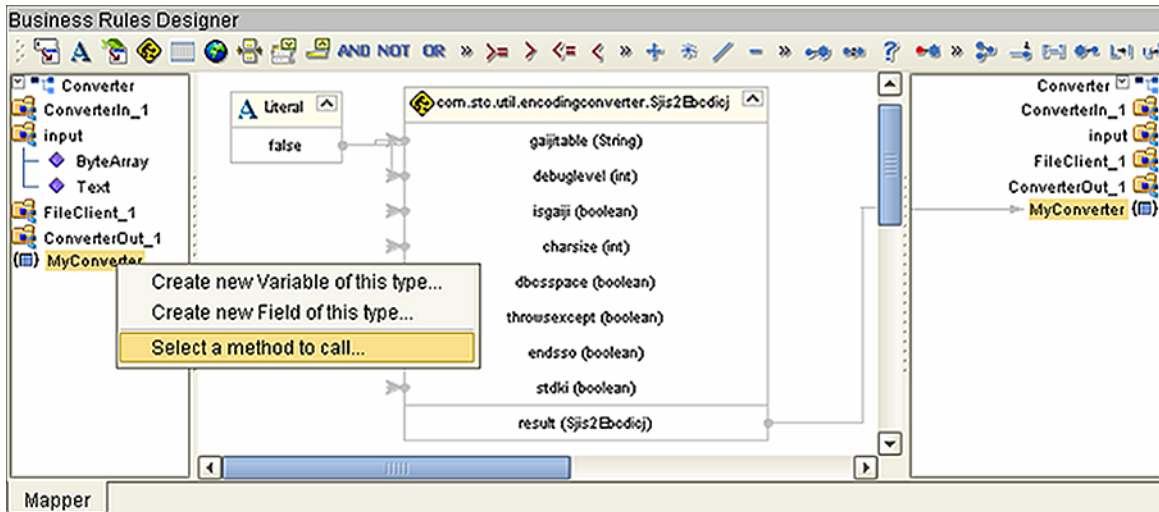 Business Rules Designer
A AND NOT OR » >= > <= < » + / - » ? » »
Converter
ConverterIn_1
input
ByteArray
Text
FileClient_1
ConverterOut_1
(▦) MyConverter
Create new Variable of this type...
Create new Field of this type...
Select a method to call...
A Literal
false
com.stc.util.encodingconverter.Sjis2Ebcdicj
gaijitable (String)
debuglevel (int)
isgaiji (boolean)
charsize (int)
dbcsspace (boolean)
throwsexcept (boolean)
endsso (boolean)
stdki (boolean)
result (Sjis2Ebcdicj)
Converter
ConverterIn_1
input
FileClient_1
ConverterOut_1
MyConverter
Mapper